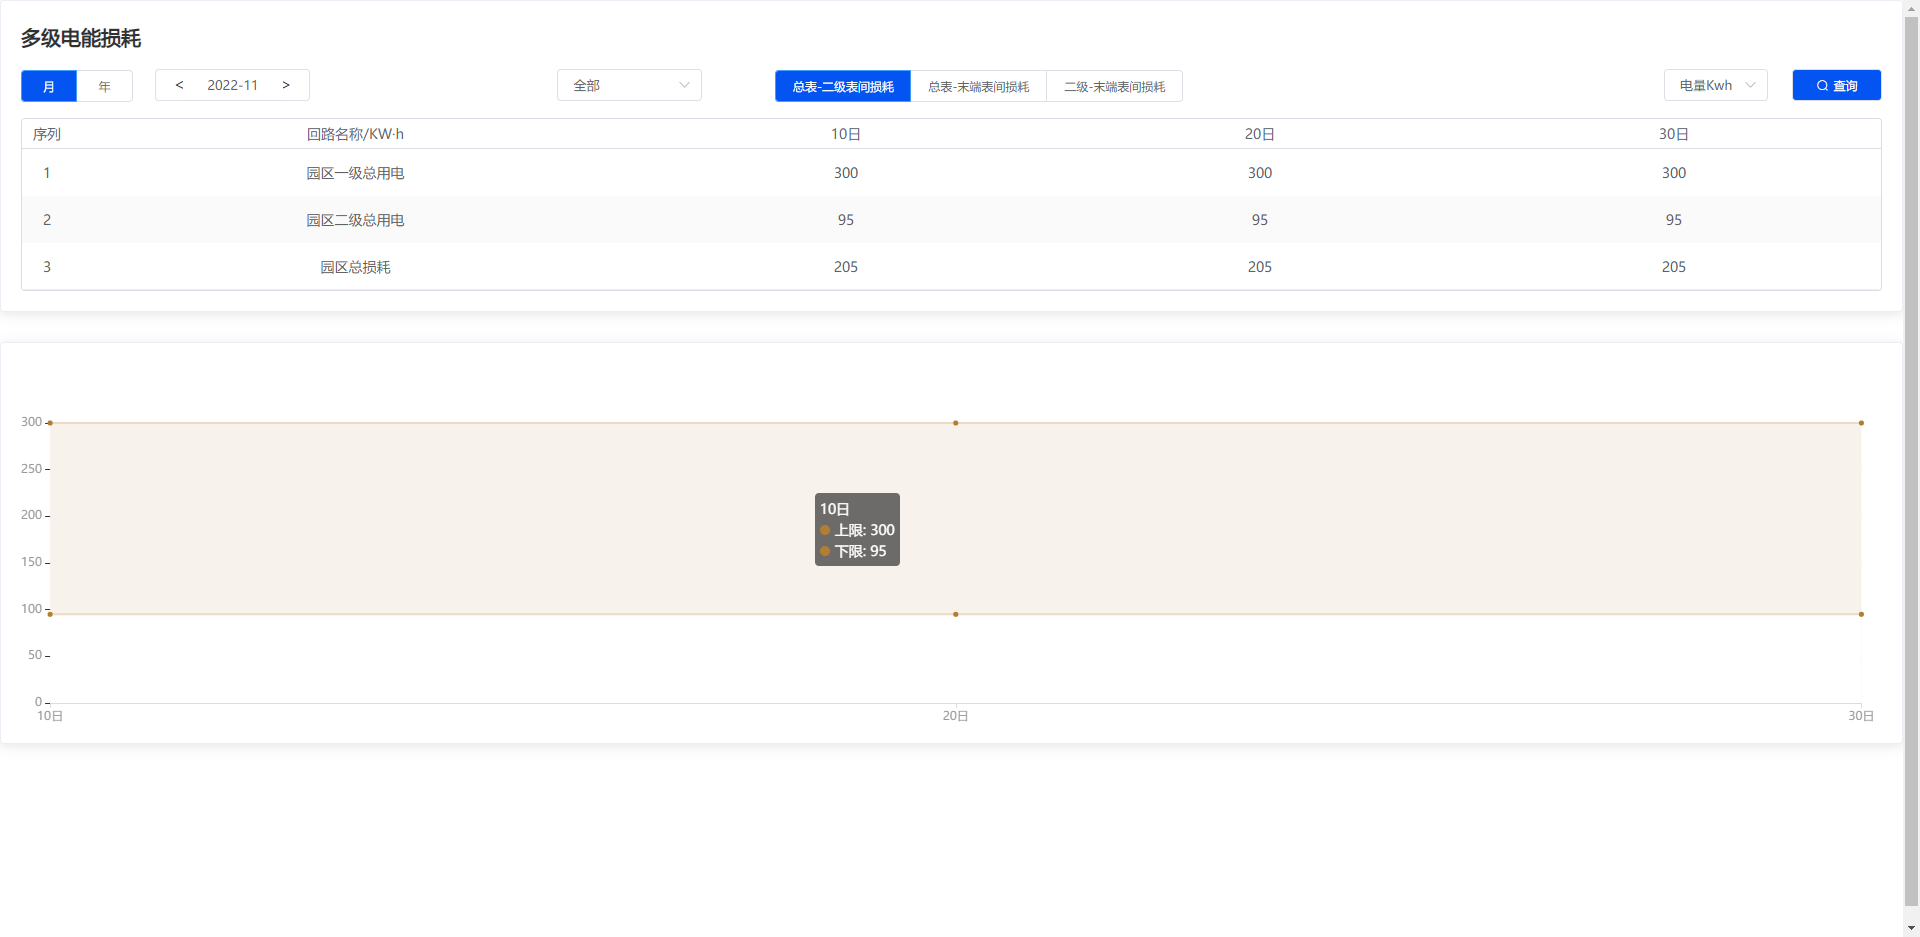 多级电能损耗
月 年 < 2022-11 > 全部 总表-二级表间损耗 总表-末端表间损耗 二级-末端表间损耗 电量Kwh 查询
序列 回路名称/KW·h 10日 20日 30日
1 园区一级总用电 300 300 300
2 园区二级总用电 95 95 95
3 园区总损耗 205 205 205
300
250
200
150
100
50
0
10日
上限: 300
下限: 95
10日 20日 30日